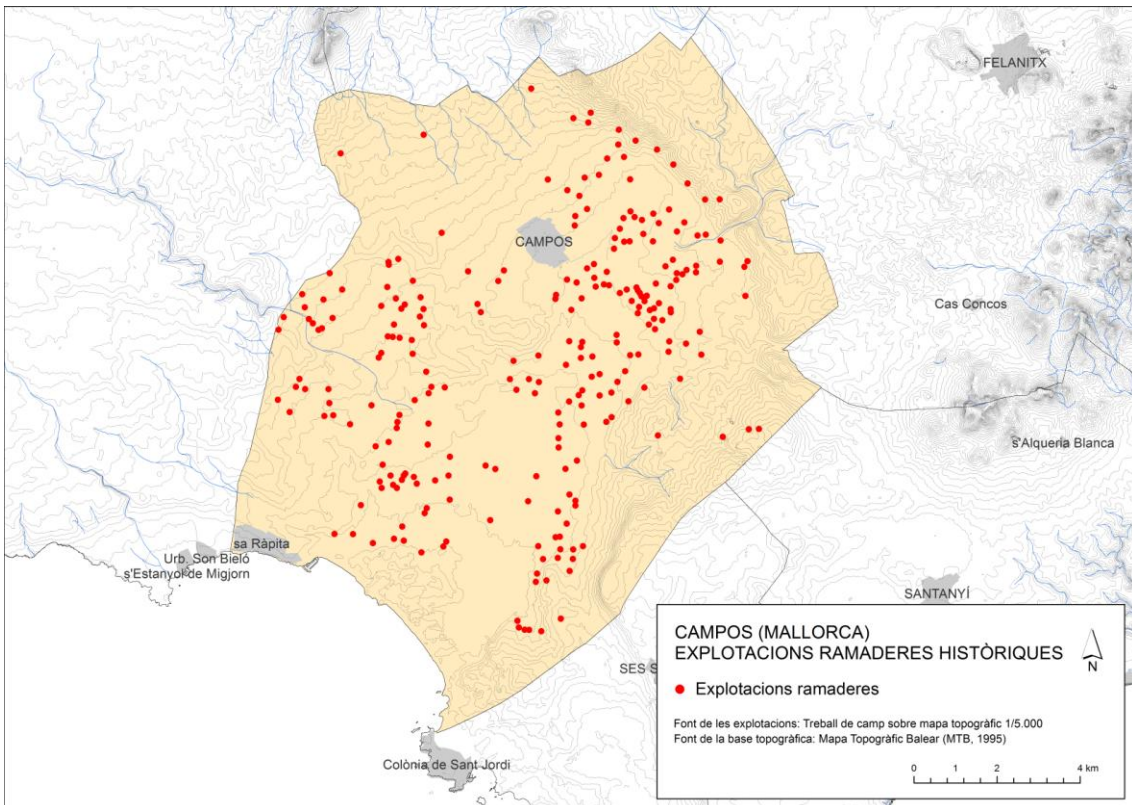 FELANITX
CAMPOS
Cas Concos
s'Alqueria Blanca
sa Ràpita
Urb. Son Bieló
s'Estanyol de Migjorn
SANTANYÍ
SES S
Colònia de Sant Jordi
CAMPOS (MALLORCA)
EXPLOTACIONS RAMADERES HISTÒRIQUES
N
Explotacions ramaderes
Font de les explotacions: Treball de camp sobre mapa topogràfic 1/5.000
Font de la base topogràfica: Mapa Topogràfic Balear (MTB, 1995)
0 1 2 4 km